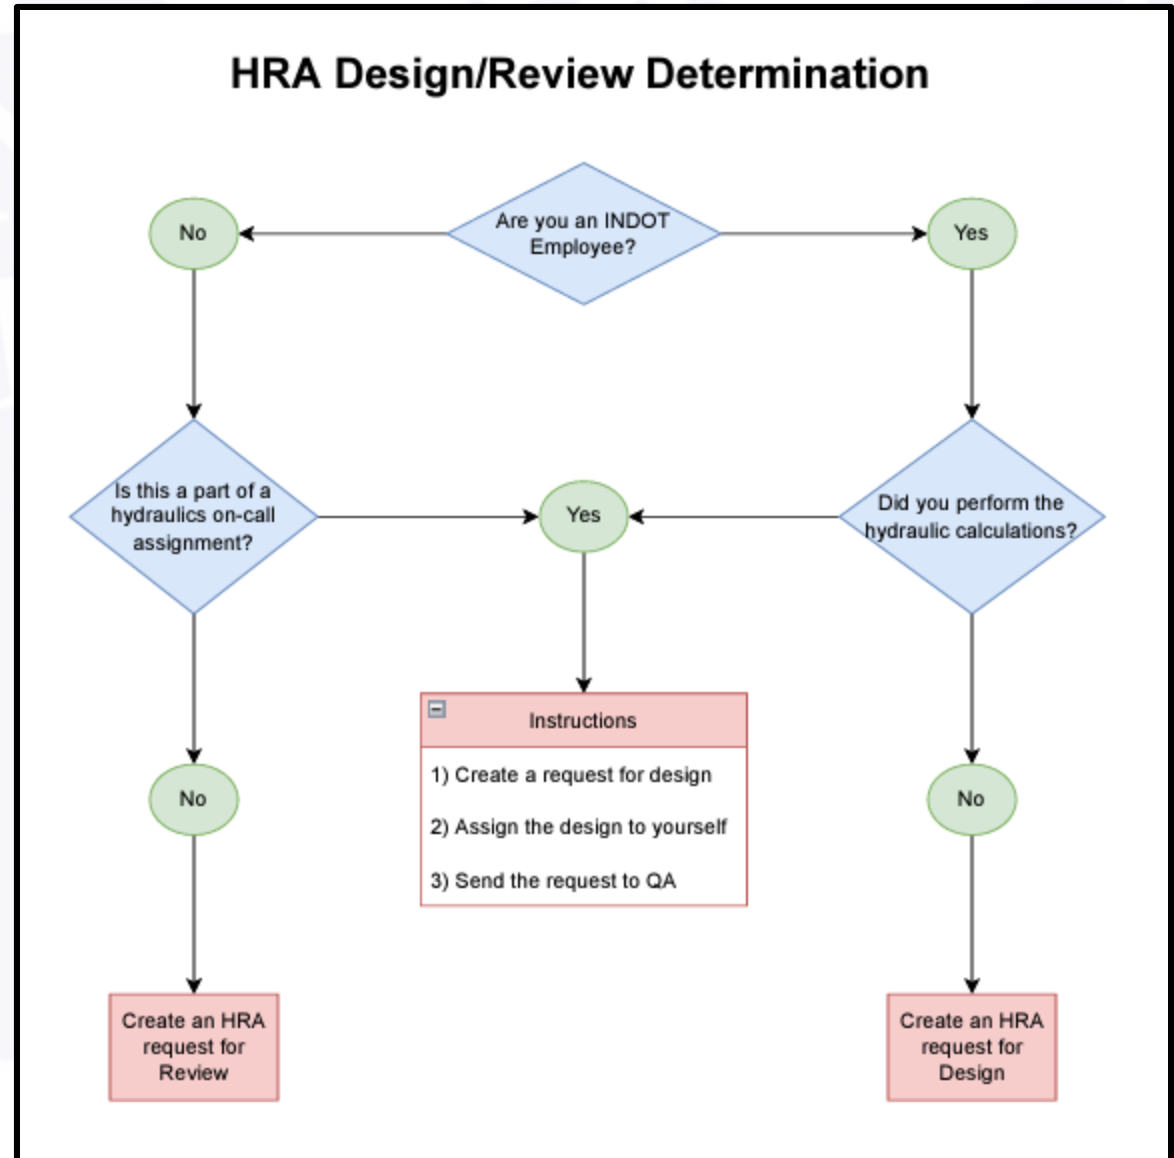 HRA Design/Review Determination
Are you an INDOT
Employee?
No
Yes
Is this a part of a
hydraulics on-call
assignment?
Yes
Did you perform the
hydraulic calculations?
Instructions
1) Create a request for design
2) Assign the design to yourself
3) Send the request to QA
No
No
Create an HRA
request for
Review
Create an HRA
request for
Design